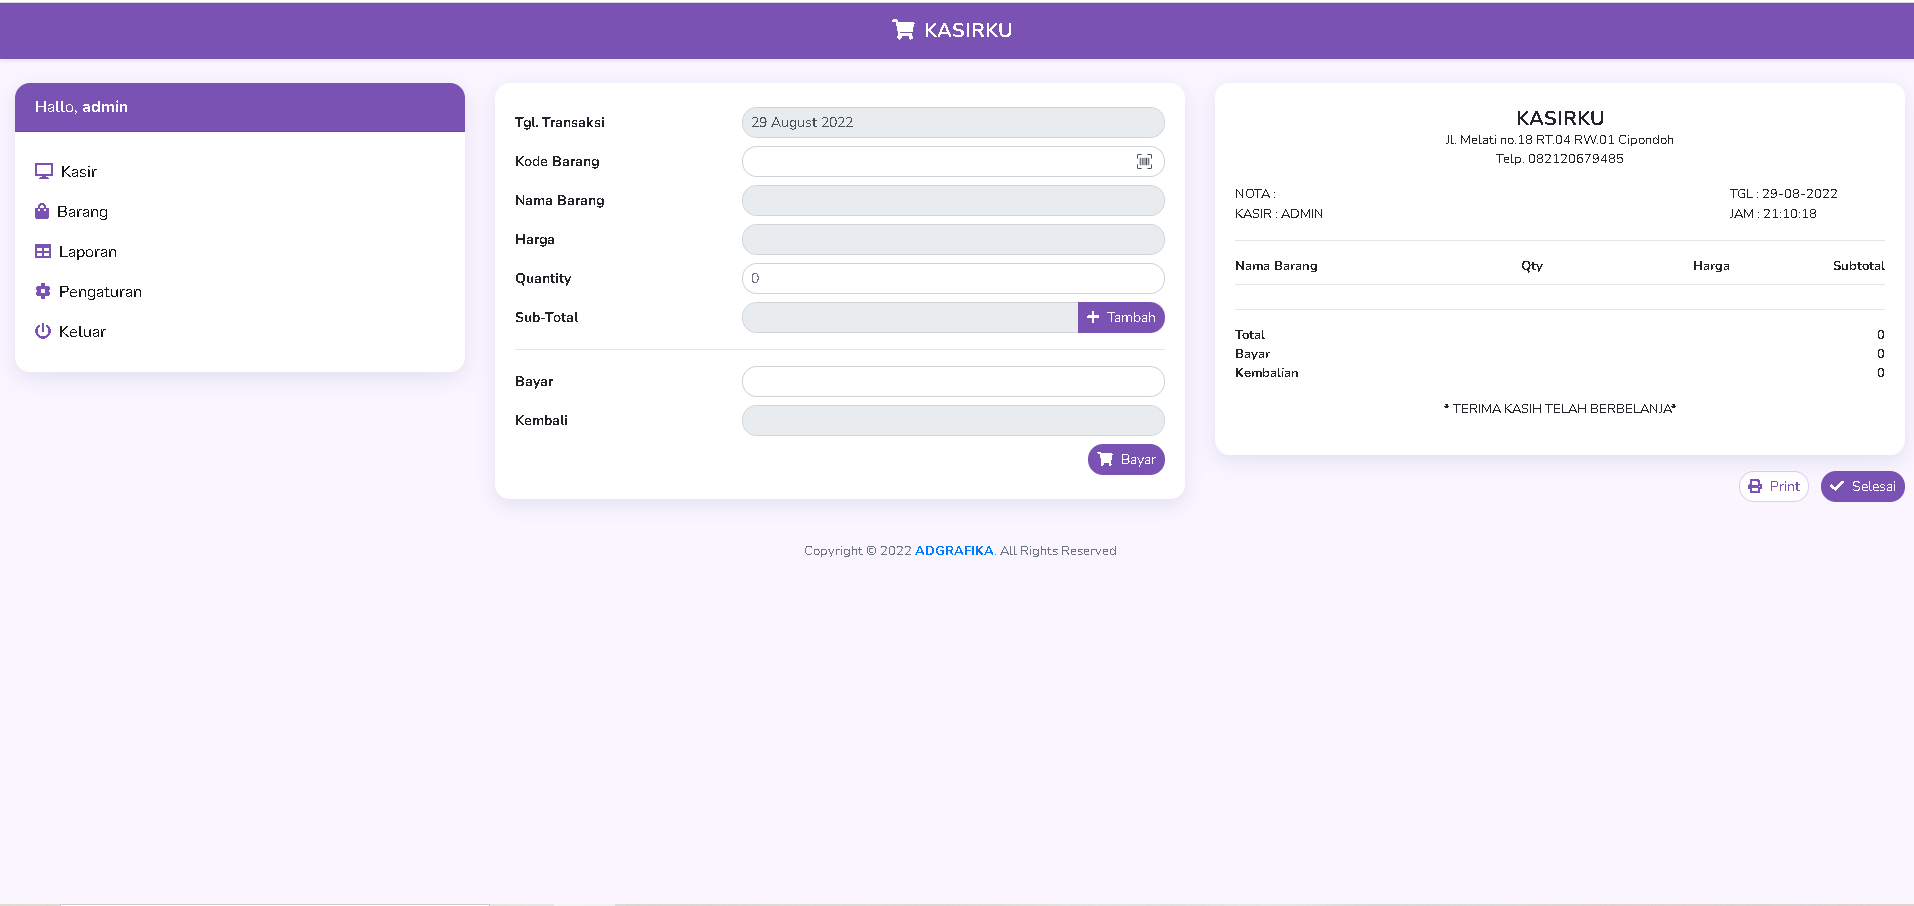 KASIRKU
Hallo, admin
Kasir
Barang
Laporan
Pengaturan
Keluar
Tgl. Transaksi 29 August 2022
Kode Barang
Nama Barang
Harga
Quantity 0
Sub-Total Tambah
Bayar
Kembali
Bayar
KASIRKU
Jl. Melati no.18 RT.04 RW.01 Cipondoh
Telp. 082120679485
NOTA : TGL : 29-08-2022
KASIR : ADMIN JAM : 21:10:18
Nama Barang Qty Harga Subtotal
Total 0
Bayar 0
Kembalian 0
* TERIMA KASIH TELAH BERBELANJA*
Print Selesai
Copyright © 2022 ADGRAFIKA. All Rights Reserved